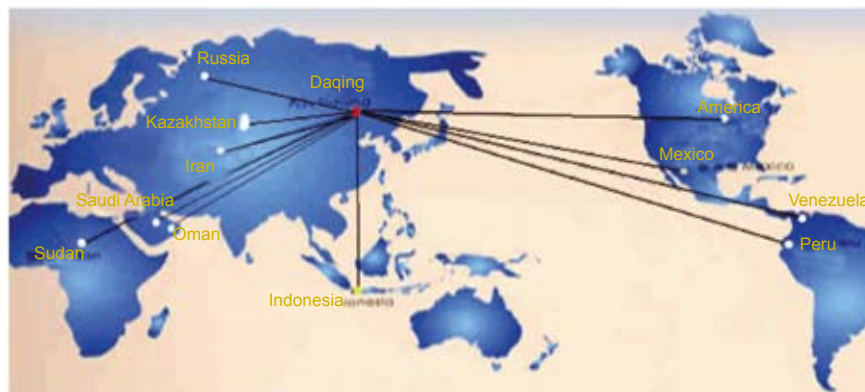 Russia
Daqing
Kazakhstan
America
Iran
Mexico
Saudi Arabia
Venezuela
Oman
Sudan
Peru
Indonesia